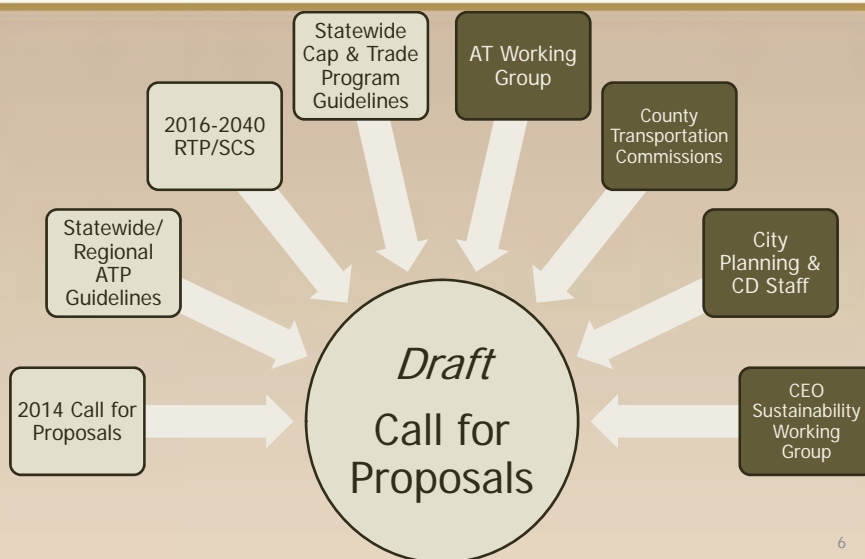 2014 Call for
Proposals
Statewide/
Regional
ATP
Guidelines
2016-2040
RTP/SCS
Statewide
Cap & Trade
Program
Guidelines
AT Working
Group
County
Transportation
Commissions
City
Planning &
CD Staff
CEO
Sustainability
Working
Group
Draft
Call for
Proposals
6